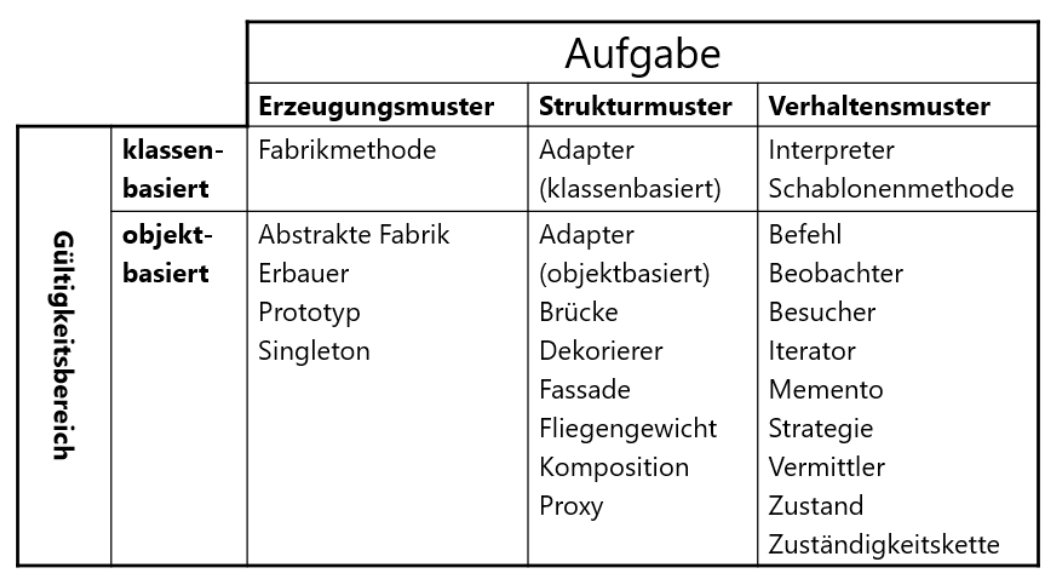 Aufgabe
Erzeugungsmuster
Strukturmuster
Verhaltensmuster
Gültigkeitsbereich
klassen-
basiert
Fabrikmethode
Adapter
(klassenbasiert)
Interpreter
Schablonenmethode
objekt-
basiert
Abstrakte Fabrik
Erbauer
Prototyp
Singleton
Adapter
(objektbasiert)
Brücke
Dekorierer
Fassade
Fliegengewicht
Komposition
Proxy
Befehl
Beobachter
Besucher
Iterator
Memento
Strategie
Vermittler
Zustand
Zuständigkeitskette